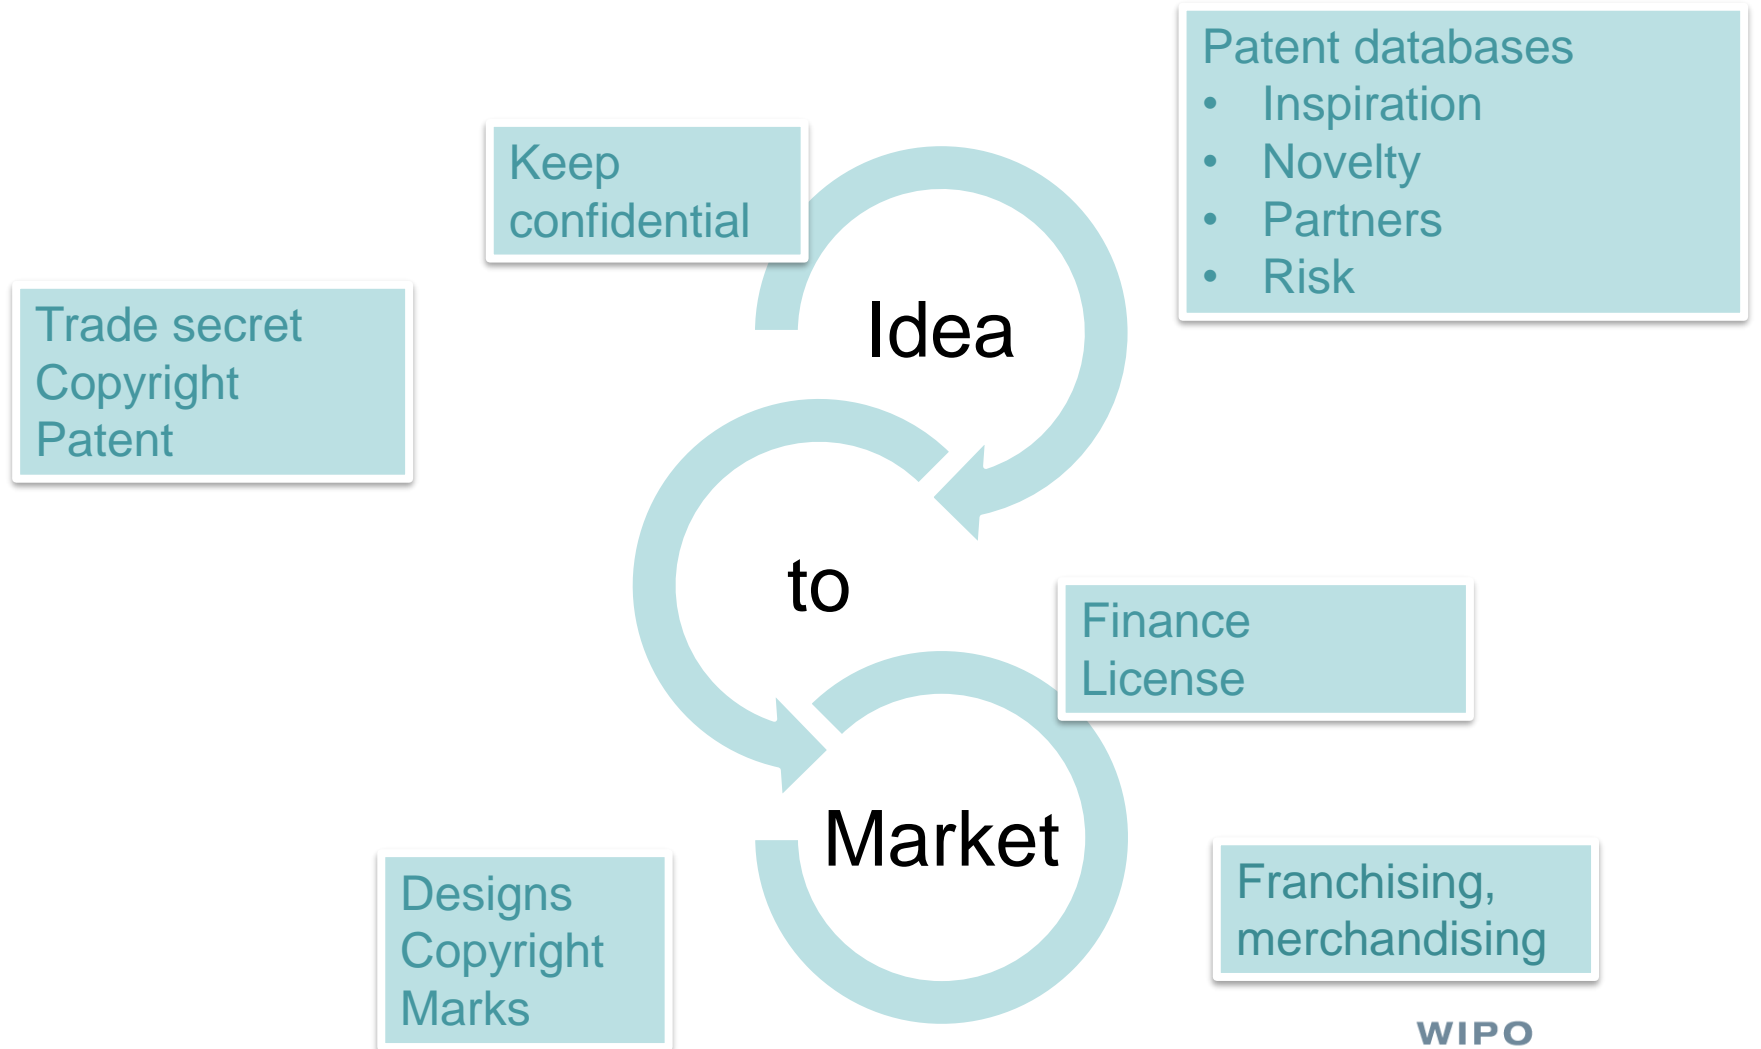 Patent databases
• Inspiration
• Novelty
• Partners
• Risk
Keep
confidential
Idea
Trade secret
Copyright
Patent
to
Finance
License
Market
Designs
Copyright
Marks
Franchising,
merchandising
WIPO